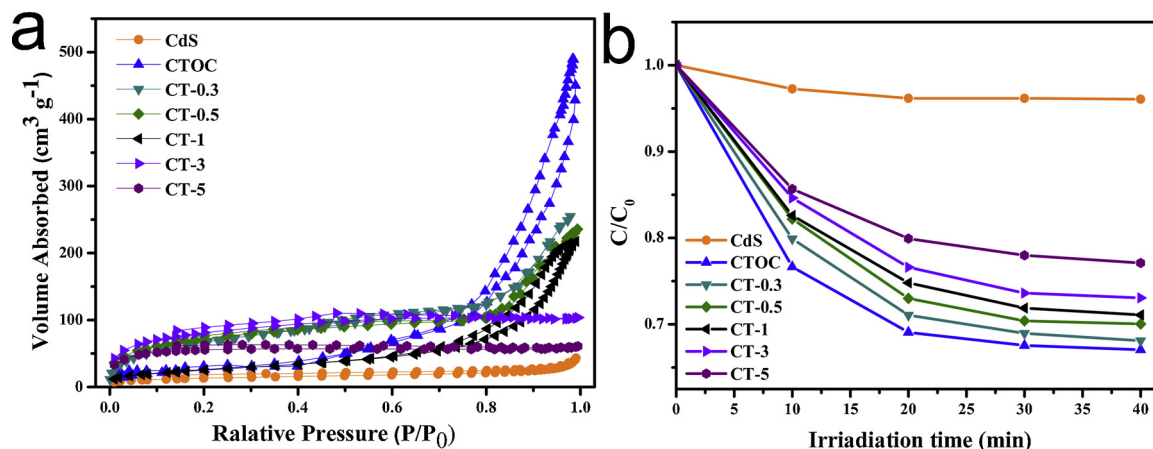 a
CdS
CTOC
CT-0.3
CT-0.5
CT-1
CT-3
CT-5
500
400
300
200
100
0
0.0
0.2
0.4
0.6
0.8
1.0
Volume Absorbed (cm³ g-1)
Ralative Pressure (P/P₀)
b
1.0
0.9
0.8
0.7
C/C₀
CdS
CTOC
CT-0.3
CT-0.5
CT-1
CT-3
CT-5
0
5
10
15
20
25
30
35
40
Irriadiation time (min)